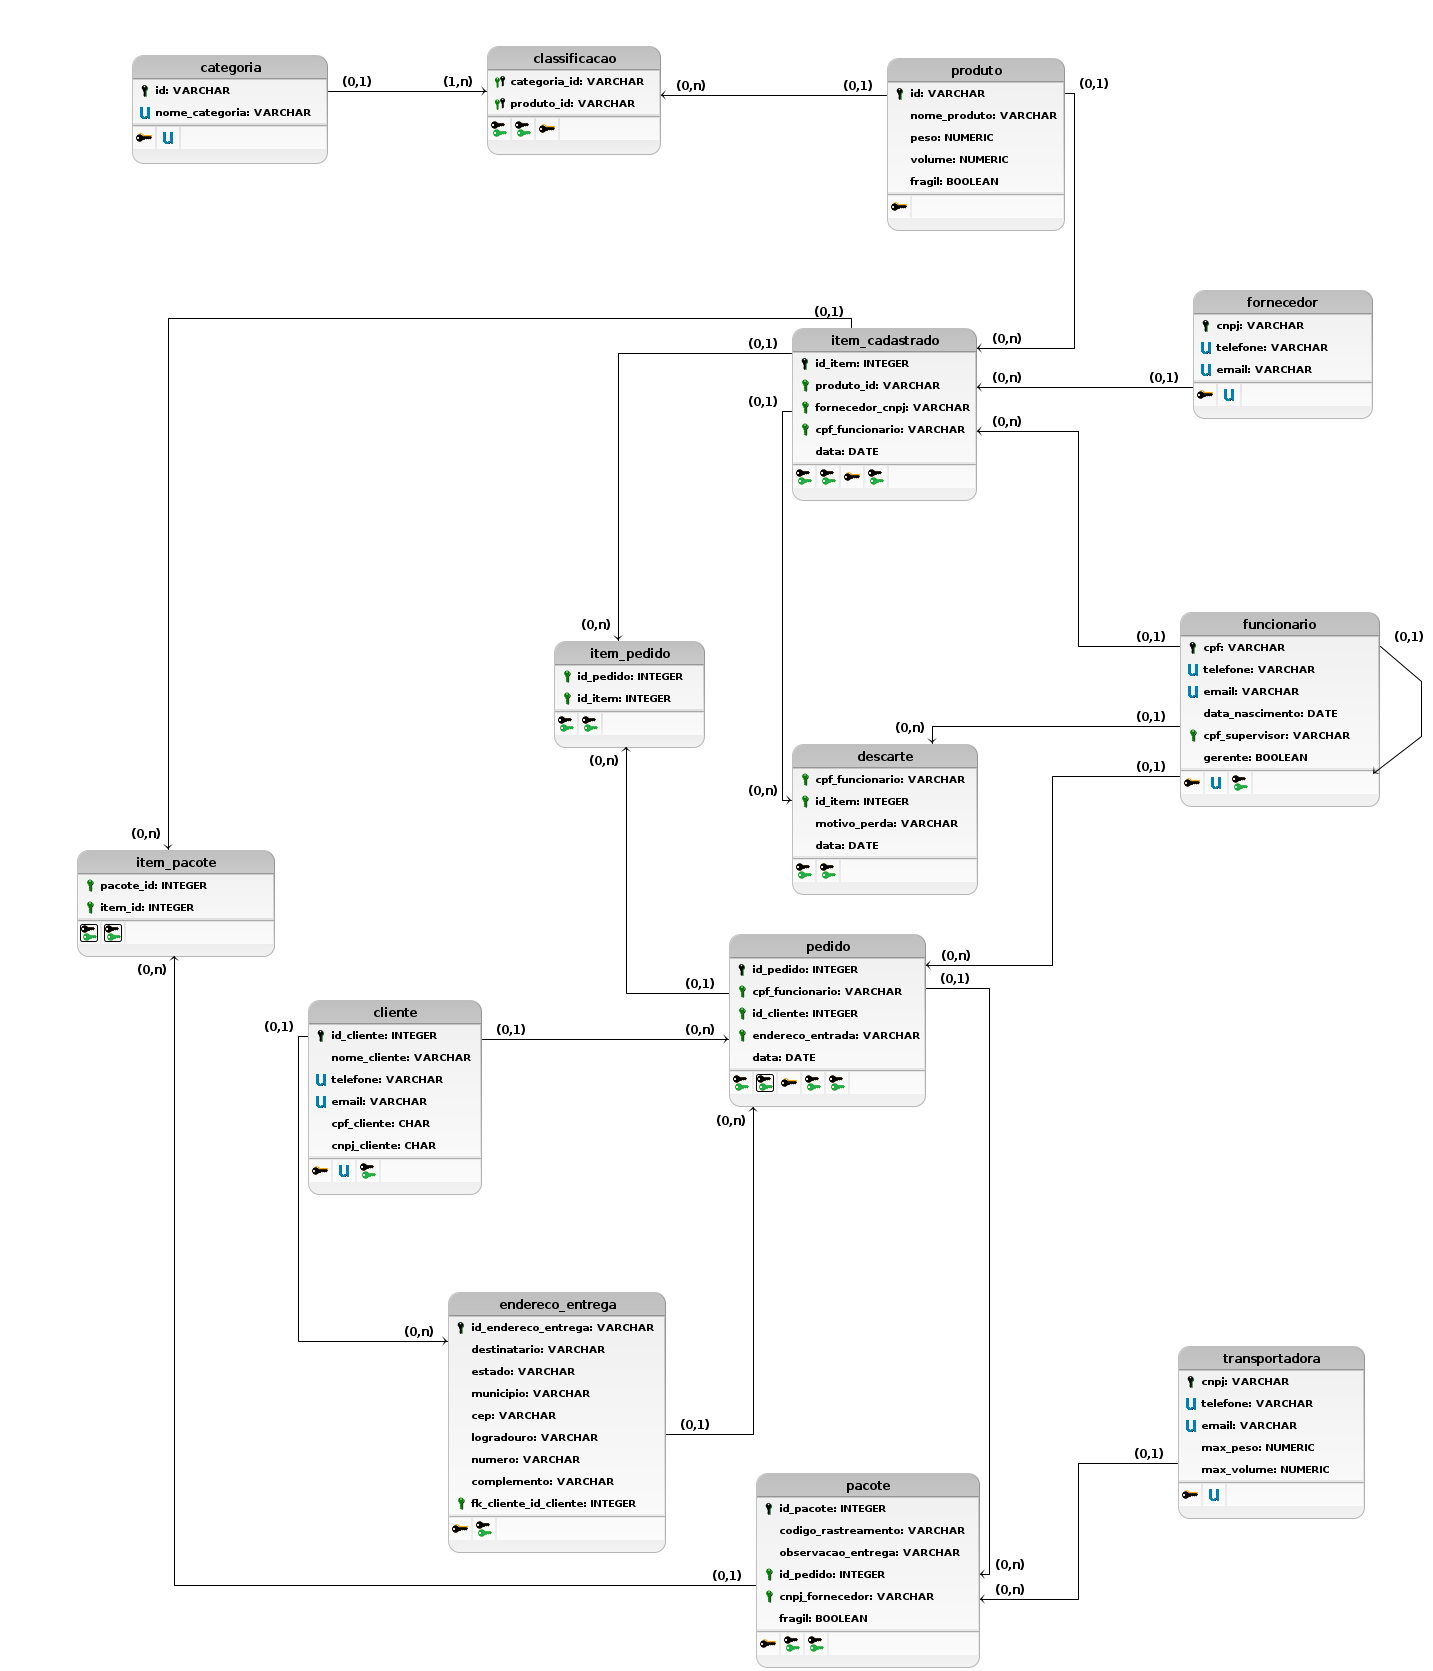 categoria
id: VARCHAR
nome_categoria: VARCHAR
(0,1)
(1,n)
classificacao
categoria_id: VARCHAR
produto_id: VARCHAR
(0,n)
(0,1)
produto
id: VARCHAR
nome_produto: VARCHAR
peso: NUMERIC
volume: NUMERIC
fragil: BOOLEAN
(0,1)
fornecedor
cnpj: VARCHAR
telefone: VARCHAR
email: VARCHAR
(0,1)
(0,1)
(0,1)
(0,1)
item_cadastrado
id_item: INTEGER
produto_id: VARCHAR
fornecedor_cnpj: VARCHAR
cpf_funcionario: VARCHAR
data: DATE
(0,n)
(0,n)
(0,n)
(0,n)
item_pedido
id_pedido: INTEGER
id_item: INTEGER
(0,n)
funcionario
cpf: VARCHAR
telefone: VARCHAR
email: VARCHAR
data_nascimento: DATE
cpf_supervisor: VARCHAR
gerente: BOOLEAN
(0,1)
(0,1)
(0,1)
(0,1)
(0,n)
(0,n)
descarte
cpf_funcionario: VARCHAR
id_item: INTEGER
motivo_perda: VARCHAR
data: DATE
(0,n)
item_pacote
pacote_id: INTEGER
item_id: INTEGER
(0,n)
pedido
id_pedido: INTEGER
cpf_funcionario: VARCHAR
id_cliente: INTEGER
endereco_entrada: VARCHAR
data: DATE
(0,n)
(0,1)
(0,1)
(0,n)
(0,n)
(0,1)
(0,1)
cliente
id_cliente: INTEGER
nome_cliente: VARCHAR
telefone: VARCHAR
email: VARCHAR
cpf_cliente: CHAR
cnpj_cliente: CHAR
(0,n)
endereco_entrega
id_endereco_entrega: VARCHAR
destinatario: VARCHAR
estado: VARCHAR
municipio: VARCHAR
cep: VARCHAR
logradouro: VARCHAR
numero: VARCHAR
complemento: VARCHAR
fk_cliente_id_cliente: INTEGER
(0,1)
transportadora
cnpj: VARCHAR
telefone: VARCHAR
email: VARCHAR
max_peso: NUMERIC
max_volume: NUMERIC
(0,1)
pacote
id_pacote: INTEGER
codigo_rastreamento: VARCHAR
observacao_entrega: VARCHAR
id_pedido: INTEGER
cnpj_fornecedor: VARCHAR
fragil: BOOLEAN
(0,n)
(0,n)
(0,1)